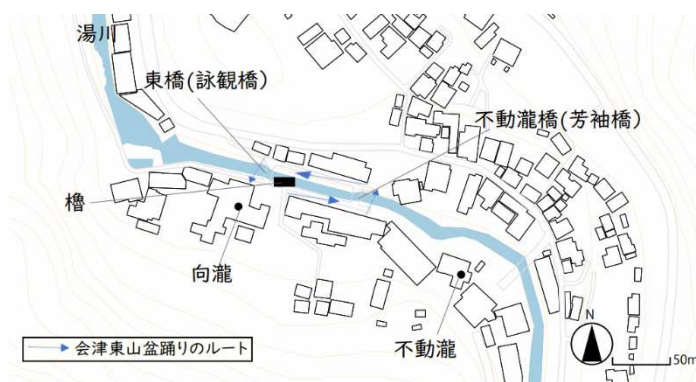 湯川
東橋(詠観橋)
不動瀧橋(芳袖橋)
櫓
向瀧
不動瀧
会津東山盆踊りのルート
N
50m